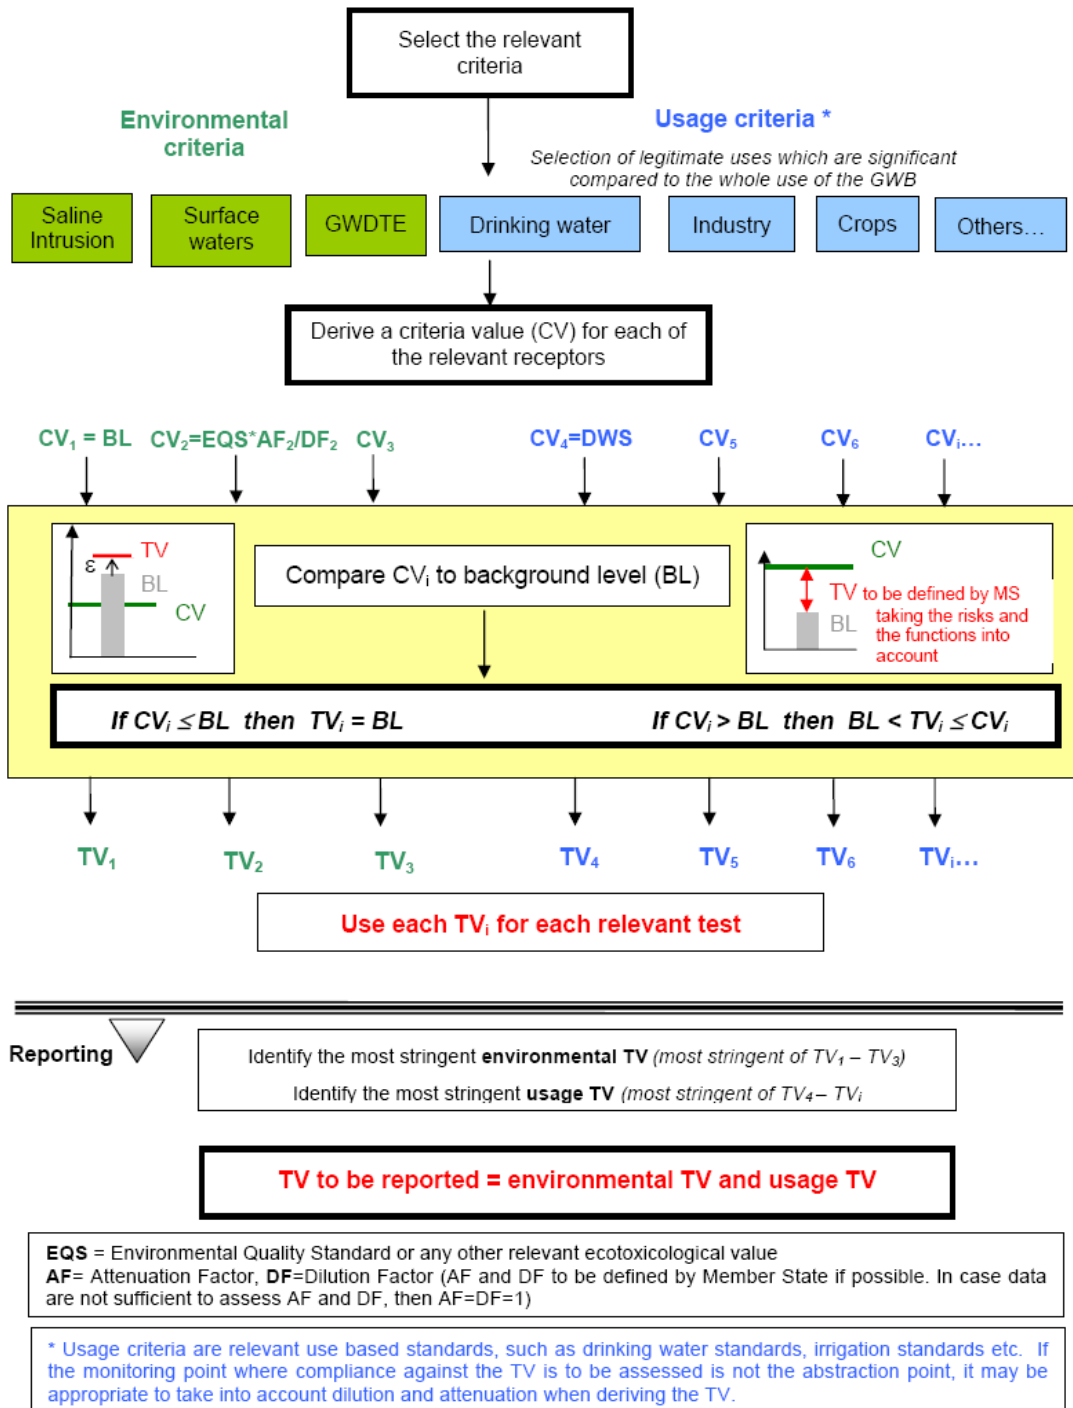 Select the relevant
criteria
Environmental
criteria
Usage criteria *
Selection of legitimate uses which are significant
compared to the whole use of the GWB
Saline
Intrusion
Surface
waters
GWDTE
Drinking water
Industry
Crops
Others…
Derive a criteria value (CV) for each of
the relevant receptors
CV₁ = BL
CV₂=EQS*AF₂/DF₂
CV₃
CV₄=DWS
CV₅
CV₆
CVᵢ…
TV
ε
BL
CV
Compare CVᵢ to background level (BL)
CV
TV to be defined by MS
taking the risks and
BL
the functions into
account
If CVᵢ ≤ BL then TVᵢ = BL
If CVᵢ > BL then BL < TVᵢ ≤ CVᵢ
TV₁
TV₂
TV₃
TV₄
TV₅
TV₆
TVᵢ…
Use each TVᵢ for each relevant test
Reporting
Identify the most stringent environmental TV (most stringent of TV₁ – TV₃)
Identify the most stringent usage TV (most stringent of TV₄ – TVᵢ
TV to be reported = environmental TV and usage TV
EQS = Environmental Quality Standard or any other relevant ecotoxicological value
AF= Attenuation Factor, DF=Dilution Factor (AF and DF to be defined by Member State if possible. In case data
are not sufficient to assess AF and DF, then AF=DF=1)
* Usage criteria are relevant use based standards, such as drinking water standards, irrigation standards etc. If
the monitoring point where compliance against the TV is to be assessed is not the abstraction point, it may be
appropriate to take into account dilution and attenuation when deriving the TV.